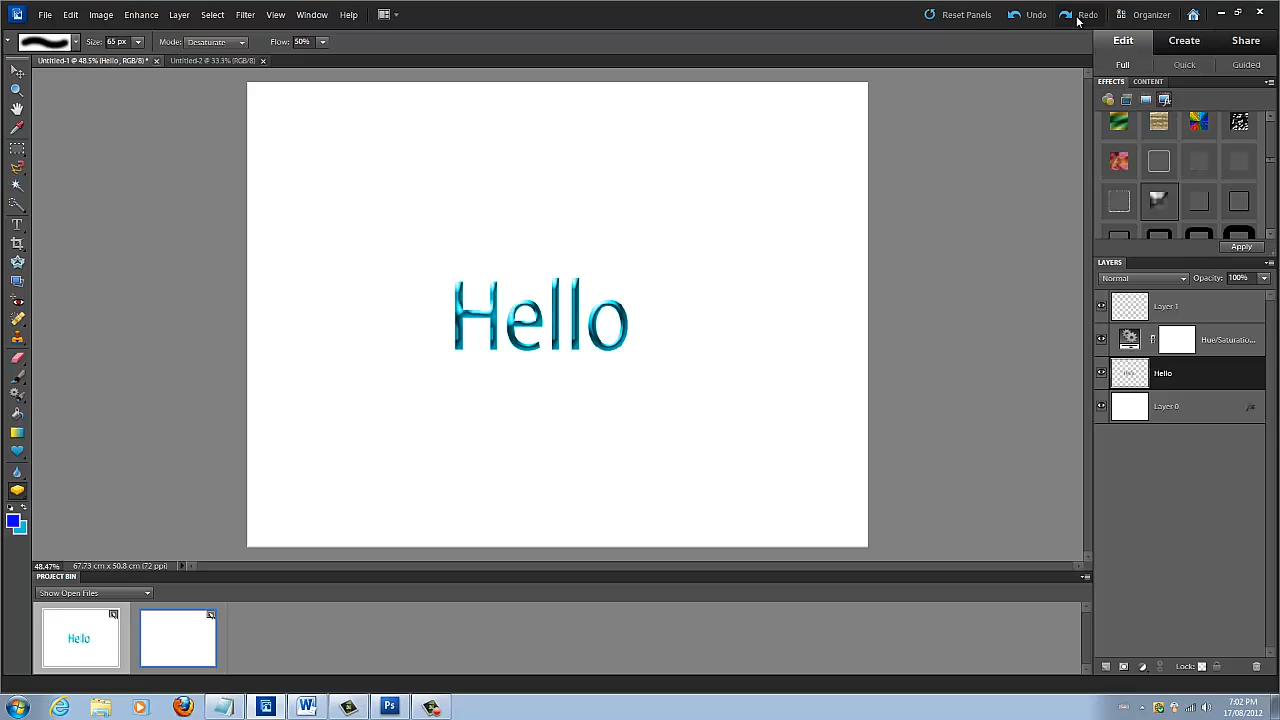 File Edit Image Enhance Layer Select Filter View Window Help Reset Panels Undo Redo Organizer
Size: 65 px Mode: Desaturate Flow: 50%
Edit Create Share
Untitled-1 @ 48.5% (Hello , RGB/8) * Untitled-2 @ 33.3% (RGB/8)
Full Quick Guided
EFFECTS CONTENT
Apply
LAYERS
Normal Opacity: 100%
Layer 1
Hue/Saturatio...
Hello
Layer 0
Hello
48.47% 67.73 cm x 50.8 cm (72 ppi)
PROJECT BIN
Show Open Files
Hello
Lock:
7:02 PM
17/08/2012